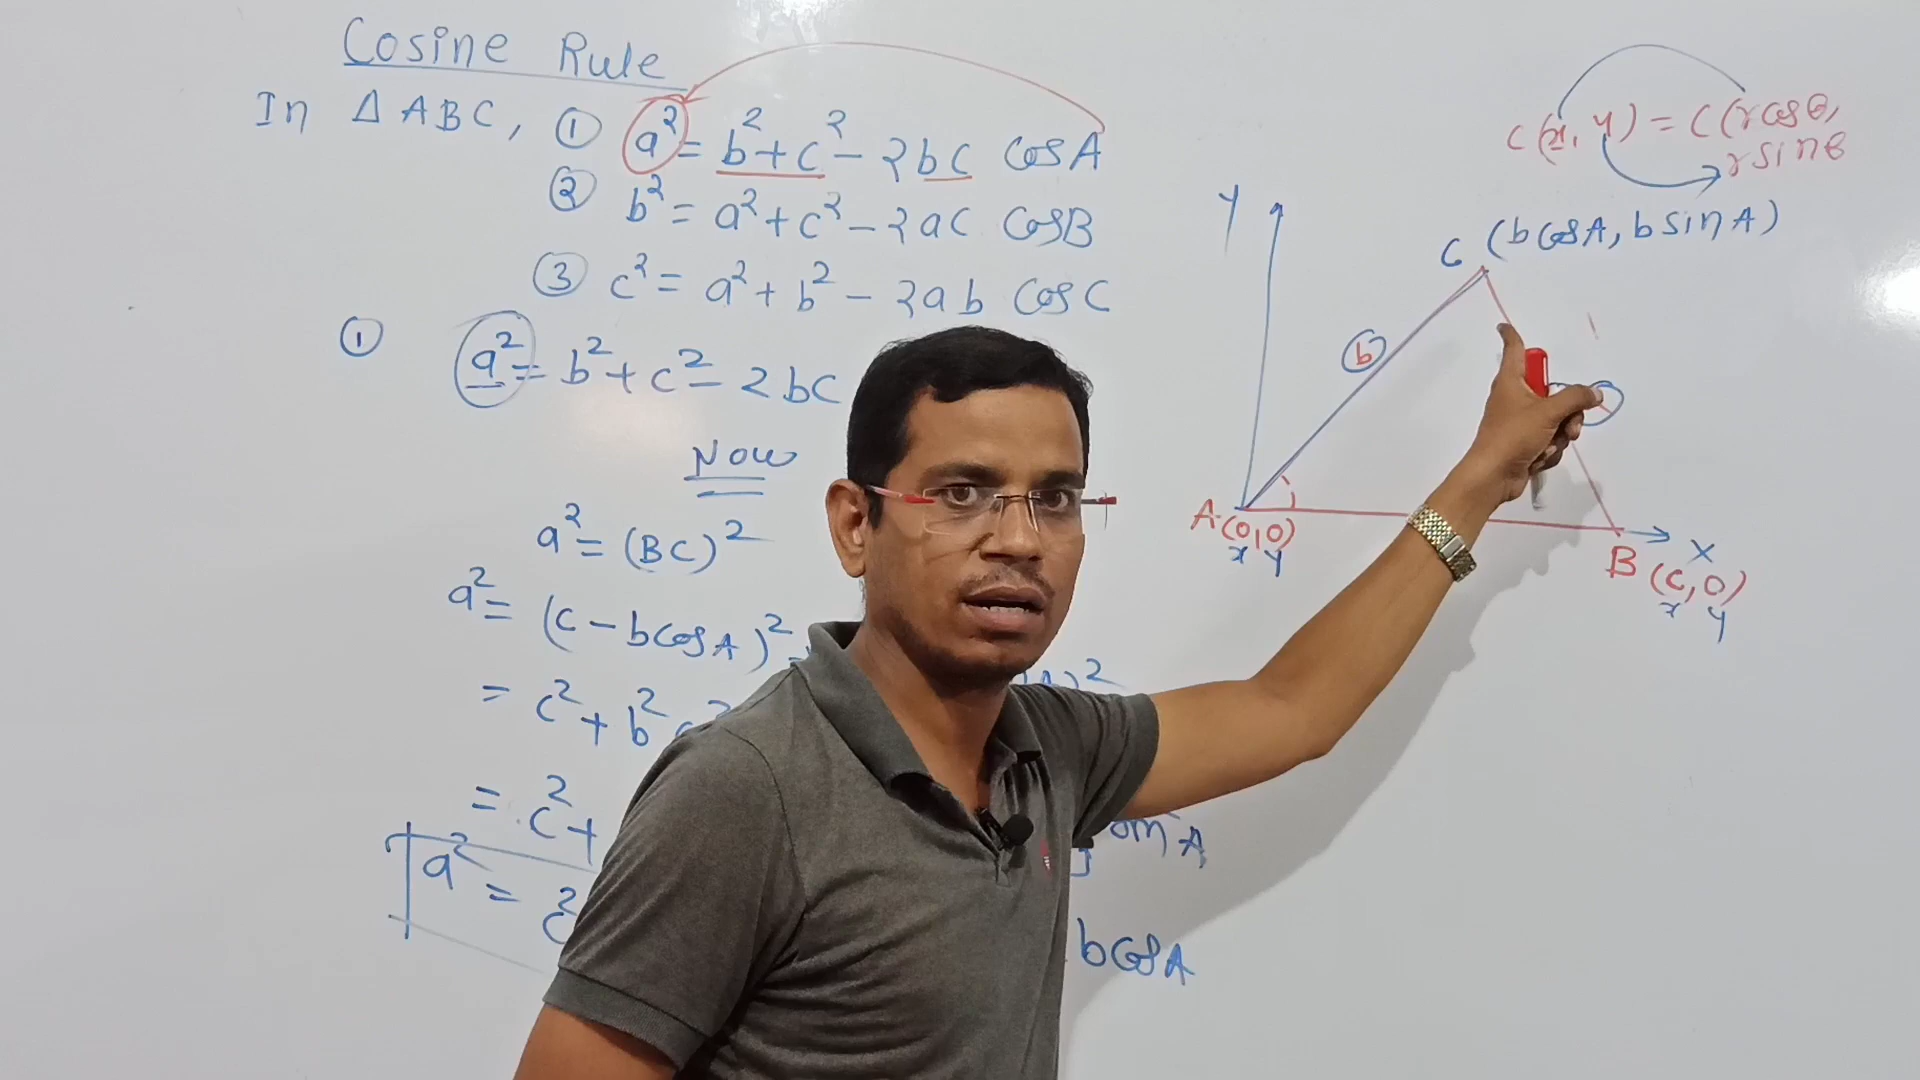 Cosine Rule
In Δ ABC, ① a² = b² + c² - 2bc CosA
② b² = a² + c² - 2ac CosB
③ c² = a² + b² - 2ab CosC
① a² = b² + c² - 2bc
Now
a² = (BC)²
a² = (c - bCosA)²
= c² + b²
= c² +
a² = c²
sin A
bCosA
C(x, y) = C(rcosθ,
rsinθ
Y
C (bCosA, bsinA)
b
A (0,0)
x y
X
B (c, 0)
x y